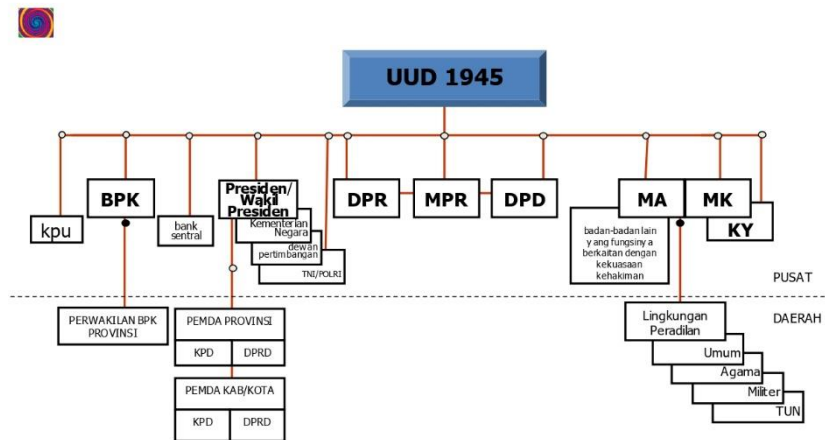 UUD 1945
kpu
BPK
bank
sentral
Presiden/
Wakil
Presiden
Kementerian
Negara
dewan
pertimbangan
TNI/POLRI
DPR
MPR
DPD
MA
MK
KY
badan-badan lain
y ang fungsiny a
berkaitan dengan
kekuasaan
kehakiman
PUSAT
DAERAH
PERWAKILAN BPK
PROVINSI
PEMDA PROVINSI
KPD
DPRD
PEMDA KAB/KOTA
KPD
DPRD
Lingkungan
Peradilan
Umum
Agama
Militer
TUN